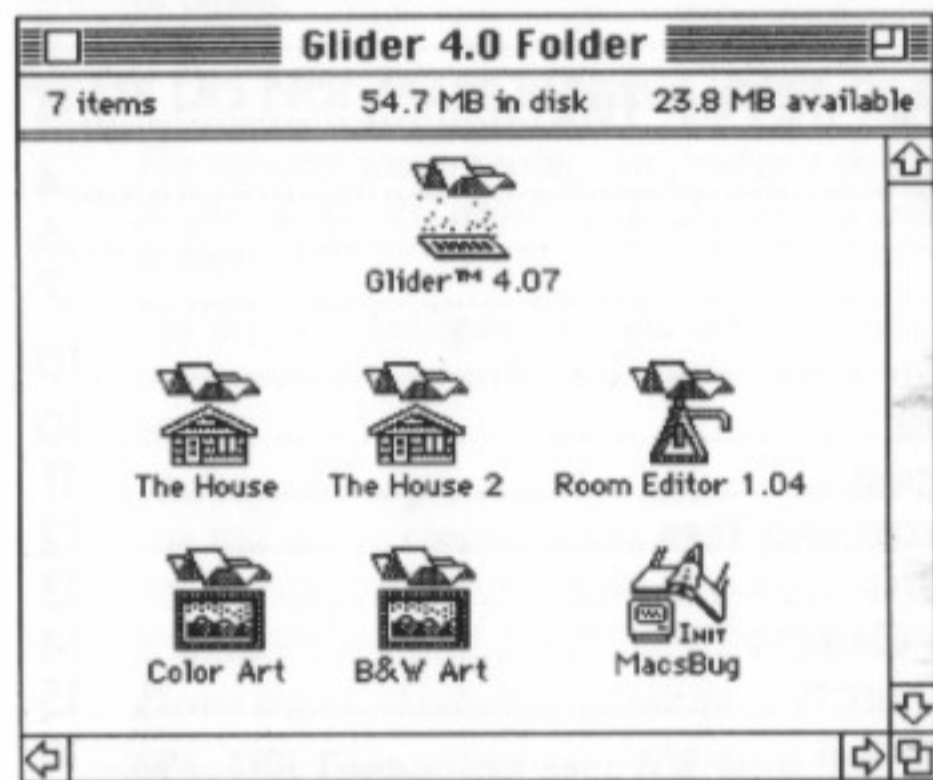 Glider 4.0 Folder
7 items 54.7 MB in disk 23.8 MB available
Glider™ 4.07
The House The House 2 Room Editor 1.04
INIT
Color Art B&W Art MacsBug